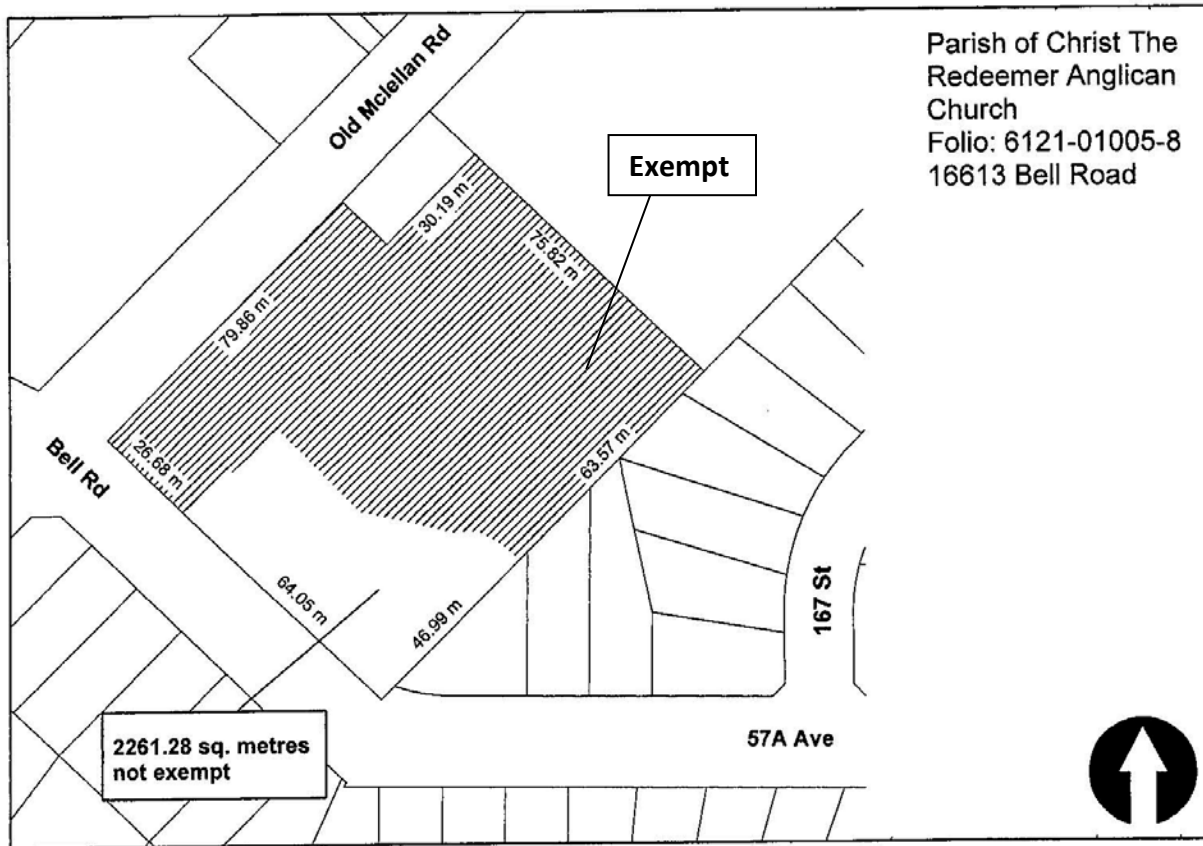 Parish of Christ The
Redeemer Anglican
Church
Folio: 6121-01005-8
16613 Bell Road
Old Mclellan Rd
Exempt
30.19 m
75.82 m
79.86 m
26.68 m
Bell Rd
63.57 m
64.05 m
46.99 m
167 St
2261.28 sq. metres
not exempt
57A Ave